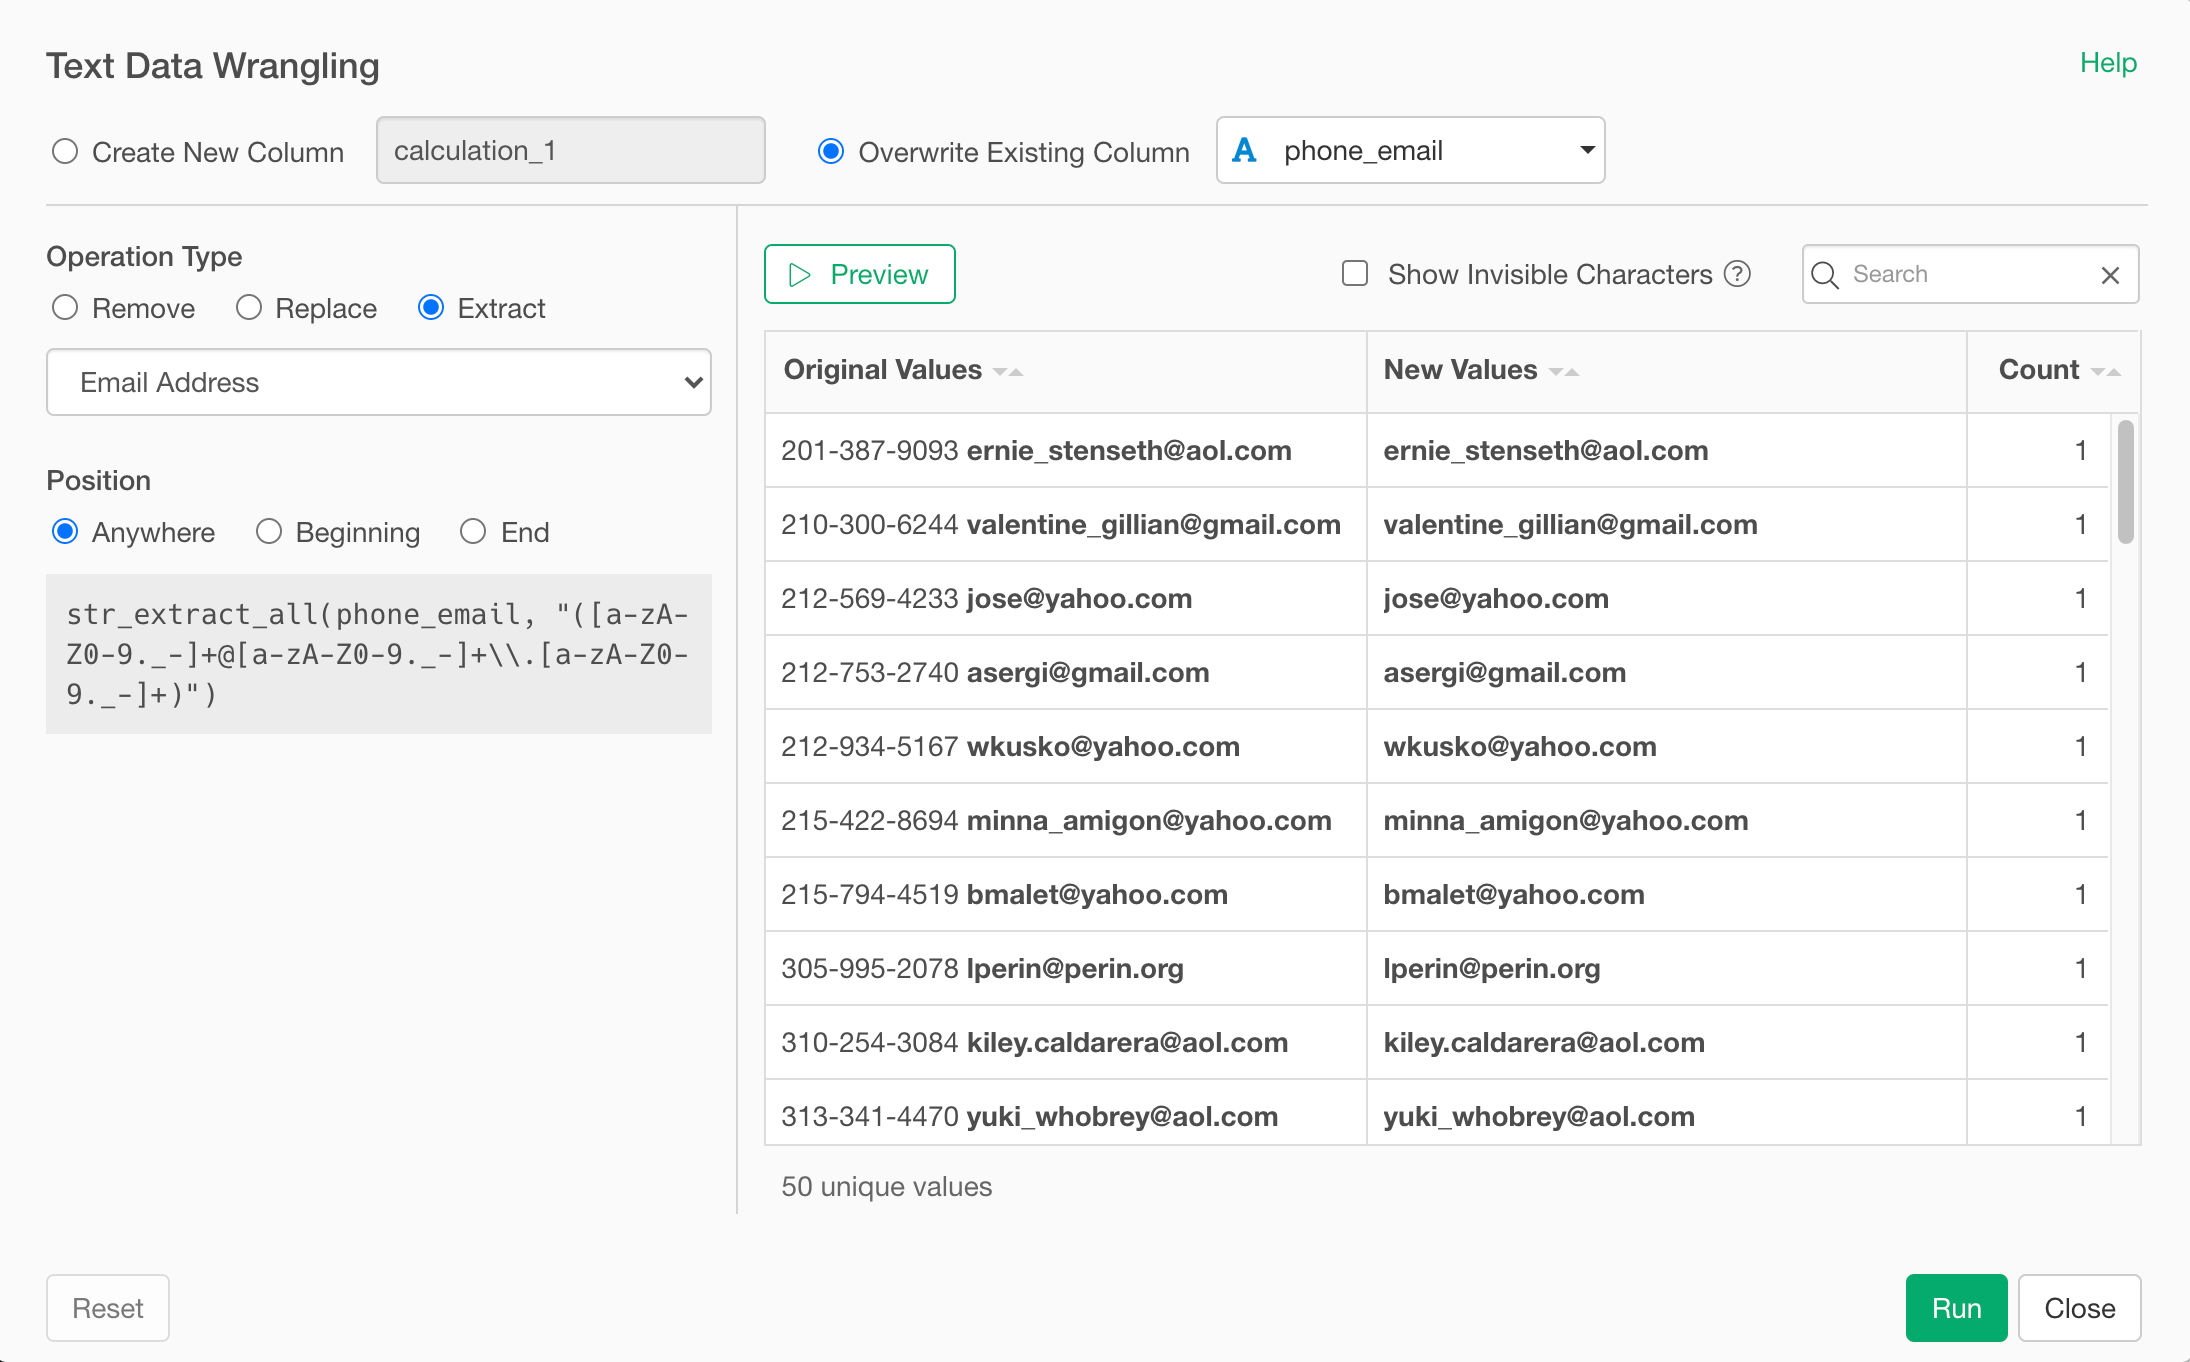 Text Data Wrangling
Help
Create New Column
calculation_1
Overwrite Existing Column
A phone_email
Operation Type
Remove
Replace
Extract
Email Address
Position
Anywhere
Beginning
End
str_extract_all(phone_email, "([a-zA-
Z0-9._-]+@[a-zA-Z0-9._-]+\\.[a-zA-Z0-
9._-]+)")
Preview
Show Invisible Characters ?
Search
Original Values New Values Count
201-387-9093 ernie_stenseth@aol.com ernie_stenseth@aol.com 1
210-300-6244 valentine_gillian@gmail.com valentine_gillian@gmail.com 1
212-569-4233 jose@yahoo.com jose@yahoo.com 1
212-753-2740 asergi@gmail.com asergi@gmail.com 1
212-934-5167 wkusko@yahoo.com wkusko@yahoo.com 1
215-422-8694 minna_amigon@yahoo.com minna_amigon@yahoo.com 1
215-794-4519 bmalet@yahoo.com bmalet@yahoo.com 1
305-995-2078 lperin@perin.org lperin@perin.org 1
310-254-3084 kiley.caldarera@aol.com kiley.caldarera@aol.com 1
313-341-4470 yuki_whobrey@aol.com yuki_whobrey@aol.com 1
50 unique values
Reset
Run
Close